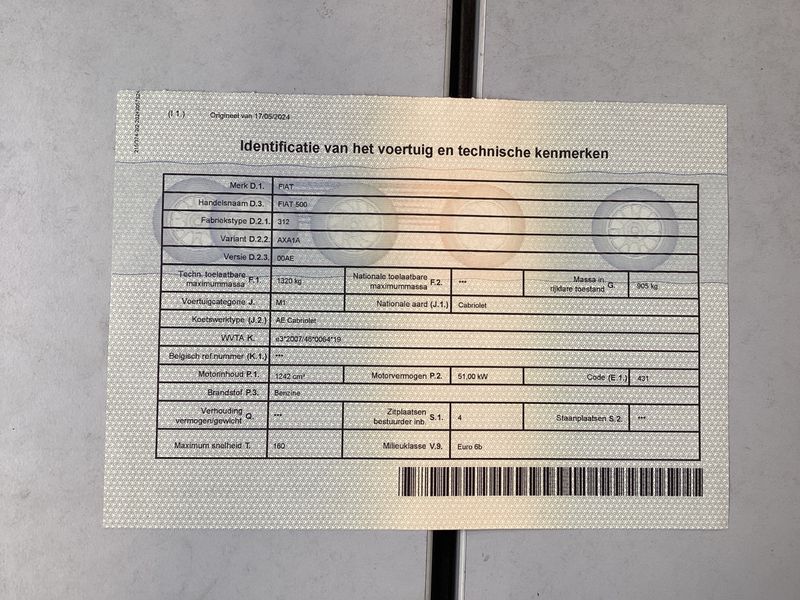 (I 1) Origineel van 17/05/2024
Identificatie van het voertuig en technische kenmerken
Merk D.1. FIAT
Handelsnaam D.3. FIAT 500
Fabriekstype D.2.1. 312
Variant D.2.2. AXA1A
Versie D.2.3. 00AE
Techn. toelaatbare maximummassa F.1. 1320 kg Nationale toelaatbare maximummassa F.2. *** Massa in rijklare toestand G. 905 kg
Voertuigcategorie J. M1 Nationale aard (J.1.) Cabriolet
Koetswerktype (J.2.) AE Cabriolet
WVTA K. e3*2007/46*0064*19
Belgisch ref.nummer (K.1.) ***
Motorinhoud P.1. 1242 cm³ Motorvermogen P.2. 51,00 kW Code (E.1.) 431
Brandstof P.3. Benzine
Verhouding vermogen/gewicht Q. *** Zitplaatsen bestuurder inb. S.1. 4 Staanplaatsen S.2. ***
Maximum snelheid T. 160 Milieuklasse V.9. Euro 6b